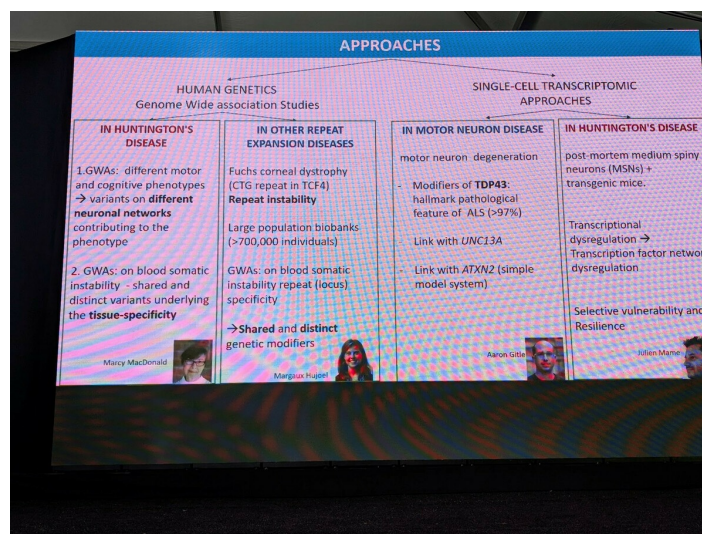 APPROACHES
HUMAN GENETICS
Genome Wide association Studies
SINGLE-CELL TRANSCRIPTOMIC
APPROACHES
IN HUNTINGTON'S
DISEASE
1.GWAs: different motor
and cognitive phenotypes
→ variants on different
neuronal networks
contributing to the
phenotype
2. GWAs: on blood somatic
instability - shared and
distinct variants underlying
the tissue-specificity
Marcy MacDonald
IN OTHER REPEAT
EXPANSION DISEASES
Fuchs corneal dystrophy
(CTG repeat in TCF4)
Repeat instability
Large population biobanks
(>700,000 individuals)
GWAs: on blood somatic
instability repeat (locus)
specificity
→Shared and distinct
genetic modifiers
Margaux Hujoel
IN MOTOR NEURON DISEASE
motor neuron degeneration
- Modifiers of TDP43:
hallmark pathological
feature of ALS (>97%)
- Link with UNC13A
- Link with ATXN2 (simple
model system)
Aaron Gitle
IN HUNTINGTON'S DISEASE
post-mortem medium spiny
neurons (MSNs) +
transgenic mice.
Transcriptional
dysregulation →
Transcription factor networ
dysregulation
Selective vulnerability and
Resilience
Julien Marne